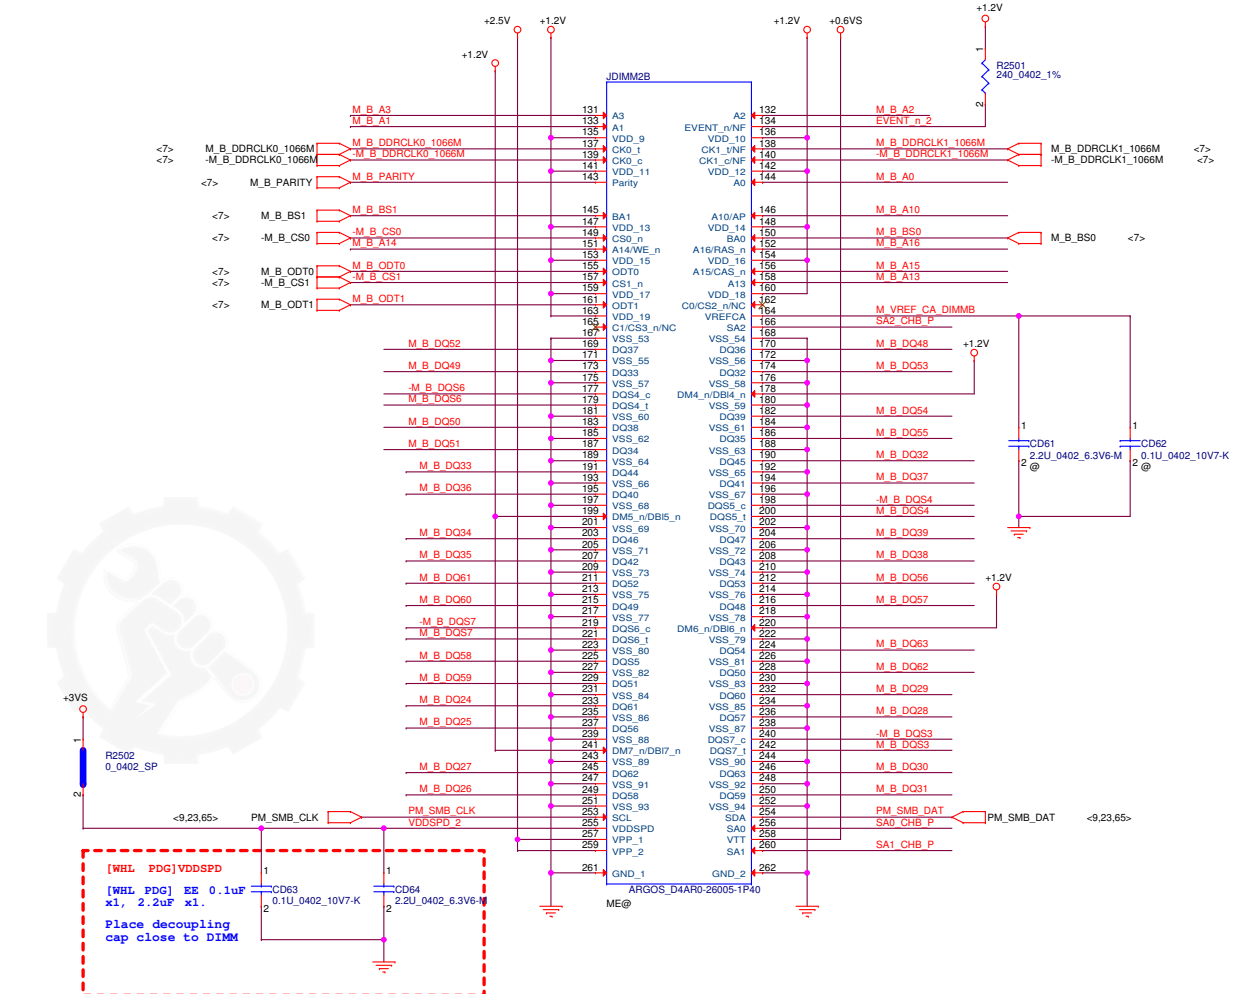 +1.2V
+2.5V +1.2V +1.2V +0.6VS
+1.2V
1
R2501
240_0402_1%
2
JDIMM2B
M_B_A3 131 A3 A2 132 M_B_A2
M_B_A1 133 A1 EVENT_n/NF 134 EVENT_n_2
135 VDD_9 VDD_10 136
<7> M_B_DDRCLK0_1066M M_B_DDRCLK0_1066M 137 CK0_t CK1_t/NF 138 M_B_DDRCLK1_1066M M_B_DDRCLK1_1066M <7>
<7> -M_B_DDRCLK0_1066M -M_B_DDRCLK0_1066M 139 CK0_c CK1_c/NF 140 -M_B_DDRCLK1_1066M -M_B_DDRCLK1_1066M <7>
141 VDD_11 VDD_12 142
<7> M_B_PARITY M_B_PARITY 143 Parity A0 144 M_B_A0
<7> M_B_BS1 M_B_BS1 145 BA1 A10/AP 146 M_B_A10
147 VDD_13 VDD_14 148
<7> -M_B_CS0 -M_B_CS0 149 CS0_n BA0 150 M_B_BS0 M_B_BS0 <7>
M_B_A14 151 A14/WE_n A16/RAS_n 152 M_B_A16
153 VDD_15 VDD_16 154
<7> M_B_ODT0 M_B_ODT0 155 ODT0 A15/CAS_n 156 M_B_A15
<7> -M_B_CS1 -M_B_CS1 157 CS1_n A13 158 M_B_A13
159 VDD_17 VDD_18 160
<7> M_B_ODT1 M_B_ODT1 161 ODT1 C0/CS2_n/NC 162
163 VDD_19 VREFCA 164 M_VREF_CA_DIMMB
165 C1/CS3_n/NC SA2 166 SA2_CHB_P
167 VSS_53 VSS_54 168
M_B_DQ52 169 DQ37 DQ36 170 M_B_DQ48
+1.2V
171 VSS_55 VSS_56 172
M_B_DQ49 173 DQ33 DQ32 174 M_B_DQ53
175 VSS_57 VSS_58 176
-M_B_DQS6 177 DQS4_c DM4_n/DBI4_n 178
M_B_DQS6 179 DQS4_t VSS_59 180
181 VSS_60 DQ39 182 M_B_DQ54
M_B_DQ50 183 DQ38 VSS_61 184
185 VSS_62 DQ35 186 M_B_DQ55
M_B_DQ51 187 DQ34 VSS_63 188
189 VSS_64 DQ45 190 M_B_DQ32
M_B_DQ33 191 DQ44 VSS_65 192
193 VSS_66 DQ41 194 M_B_DQ37
M_B_DQ36 195 DQ40 VSS_67 196
197 VSS_68 DQS5_c 198 -M_B_DQS4
199 DM5_n/DBI5_n DQS5_t 200 M_B_DQS4
1 CD61 2.2U_0402_6.3V6-M 2 @
1 CD62 0.1U_0402_10V7-K 2 @
201 VSS_69 VSS_70 202
M_B_DQ34 203 DQ46 DQ47 204 M_B_DQ39
205 VSS_71 VSS_72 206
M_B_DQ35 207 DQ42 DQ43 208 M_B_DQ38
209 VSS_73 VSS_74 210
M_B_DQ61 211 DQ52 DQ53 212 M_B_DQ56
+1.2V
213 VSS_75 VSS_76 214
M_B_DQ60 215 DQ49 DQ48 216 M_B_DQ57
217 VSS_77 VSS_78 218
-M_B_DQS7 219 DQS6_c DM6_n/DBI6_n 220
M_B_DQS7 221 DQS6_t VSS_79 222
223 VSS_80 DQ54 224 M_B_DQ63
M_B_DQ58 225 DQS5 VSS_81 226
227 VSS_82 DQ50 228 M_B_DQ62
M_B_DQ59 229 DQ51 VSS_83 230
231 VSS_84 DQ60 232 M_B_DQ29
M_B_DQ24 233 DQ61 VSS_85 234
235 VSS_86 DQ57 236 M_B_DQ28
M_B_DQ25 237 DQ56 VSS_87 238
239 VSS_88 DQS7_c 240 -M_B_DQS3
241 DM7_n/DBI7_n DQS7_t 242 M_B_DQS3
243 VSS_89 VSS_90 244
M_B_DQ27 245 DQ62 DQ63 246 M_B_DQ30
247 VSS_91 VSS_92 248
M_B_DQ26 249 DQ58 DQ59 250 M_B_DQ31
251 VSS_93 VSS_94 252
<9,23,65> PM_SMB_CLK PM_SMB_CLK 253 SCL SDA 254 PM_SMB_DAT PM_SMB_DAT <9,23,65>
VDDSPD_2 255 VDDSPD SA0 256 SA0_CHB_P
257 VPP_1 VTT 258
259 VPP_2 SA1 260 SA1_CHB_P
261 GND_1 GND_2 262
ARGOS_D4AR0-26005-1P40
ME@
+3VS
1
R2502
0_0402_SP
2
[WHL PDG]VDDSPD
[WHL PDG] EE 0.1uF
x1, 2.2uF x1.
Place decoupling
cap close to DIMM
1 CD63 0.1U_0402_10V7-K 2
1 CD64 2.2U_0402_6.3V6-M 2